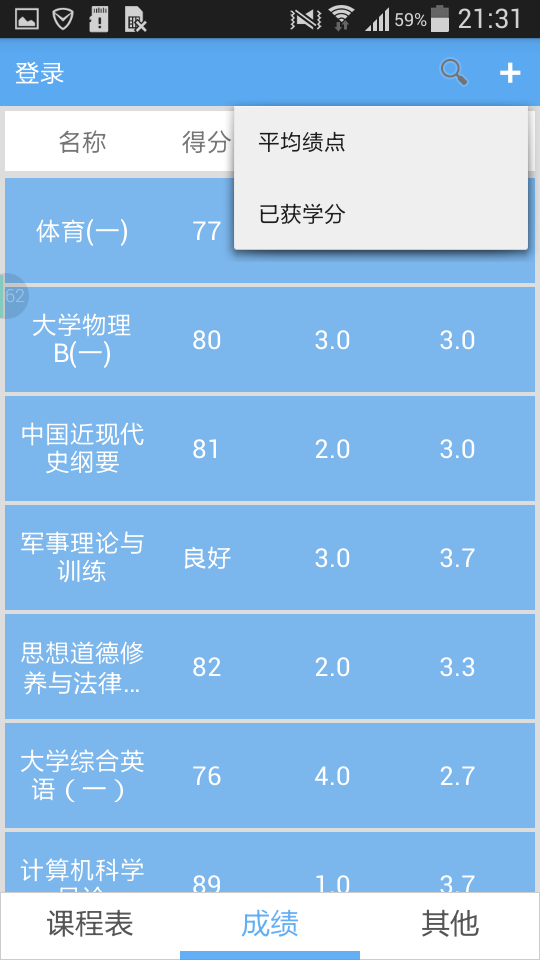 59% 21:31
登录
名称 得分
平均绩点
已获学分
体育(一) 77
62
大学物理
B(一) 80 3.0 3.0
中国近现代
史纲要 81 2.0 3.0
军事理论与
训练 良好 3.0 3.7
思想道德修
养与法律... 82 2.0 3.3
大学综合英
语（一） 76 4.0 2.7
计算机科学
89 1.0 3.7
课程表 成绩 其他